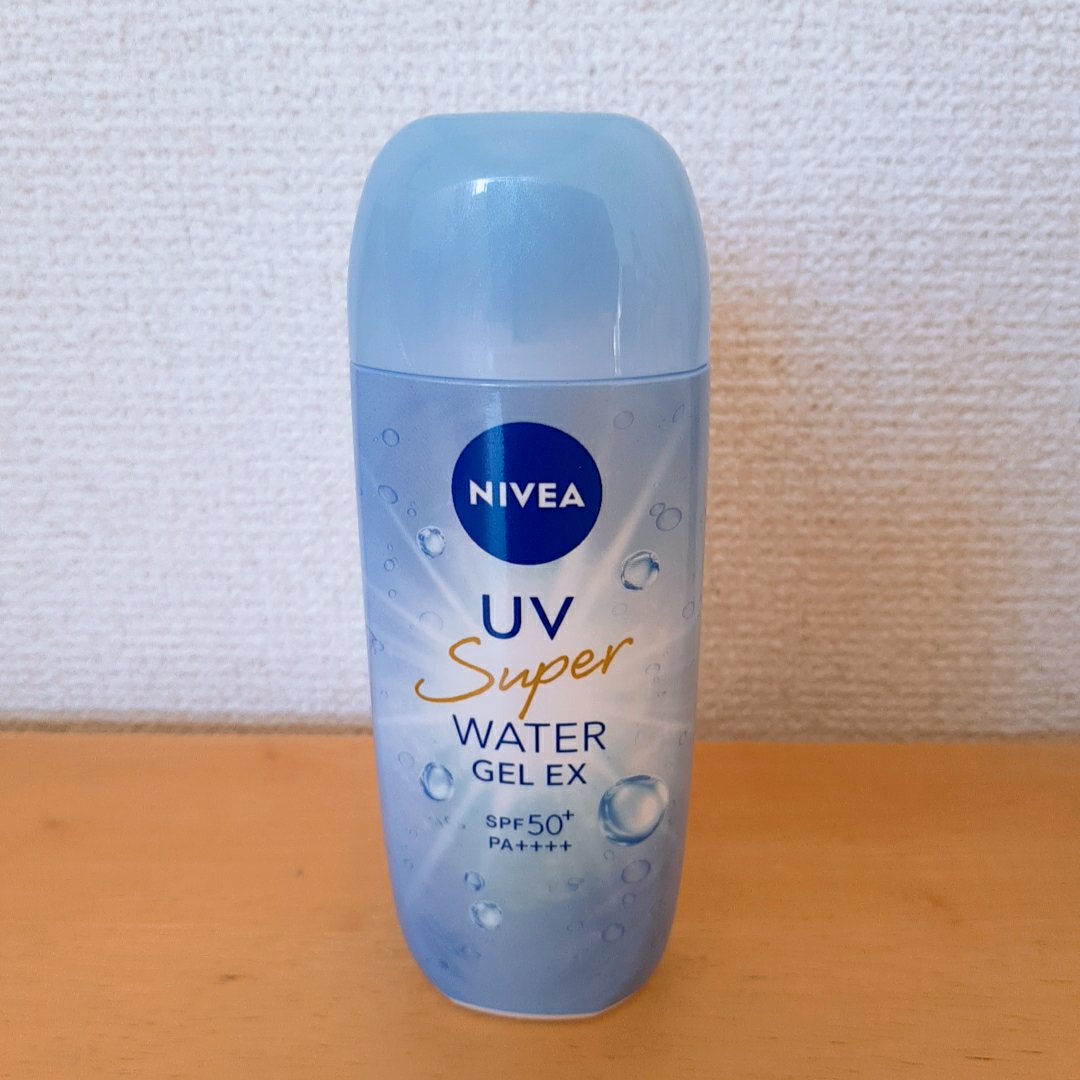 NIVEA
UV
Super
WATER
GEL EX
SPF50+
PA++++